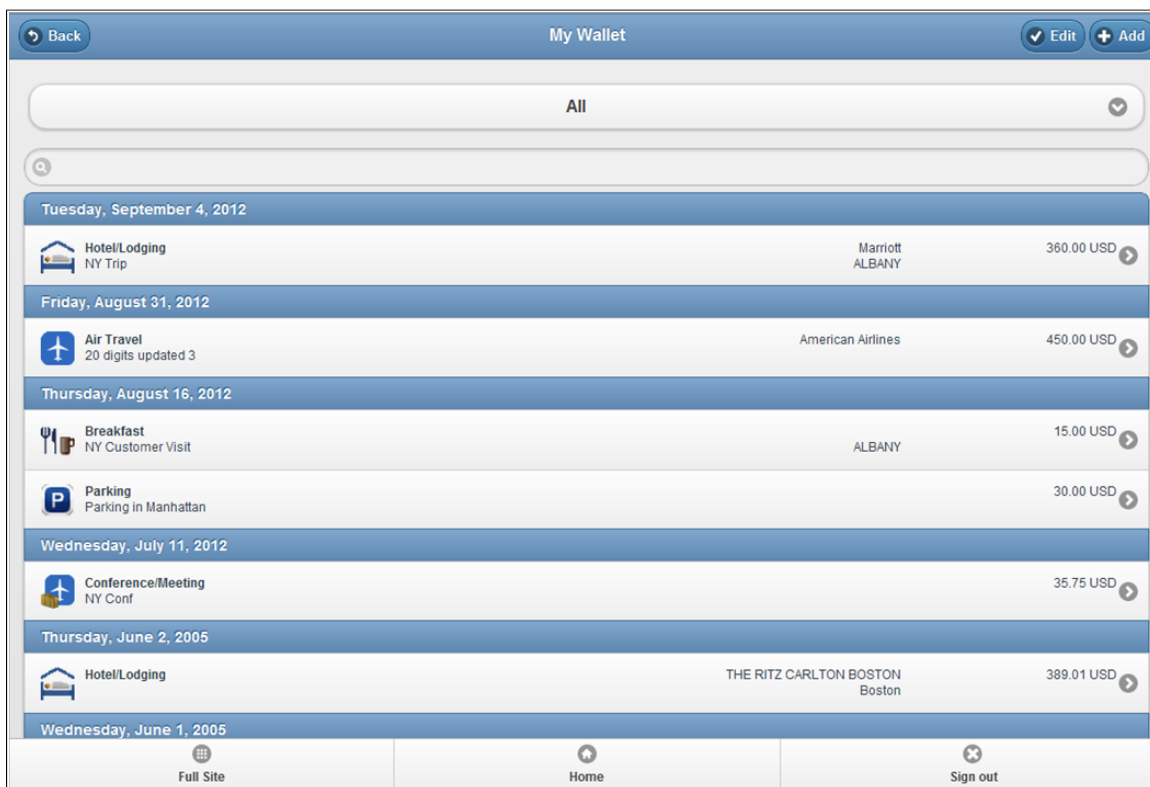 Back My Wallet Edit Add
All
Tuesday, September 4, 2012
Hotel/Lodging Marriott 360.00 USD
NY Trip ALBANY
Friday, August 31, 2012
Air Travel American Airlines 450.00 USD
20 digits updated 3
Thursday, August 16, 2012
Breakfast 15.00 USD
NY Customer Visit ALBANY
P Parking 30.00 USD
Parking in Manhattan
Wednesday, July 11, 2012
Conference/Meeting 35.75 USD
NY Conf
Thursday, June 2, 2005
Hotel/Lodging THE RITZ CARLTON BOSTON 389.01 USD
Boston
Wednesday, June 1, 2005
Full Site Home Sign out